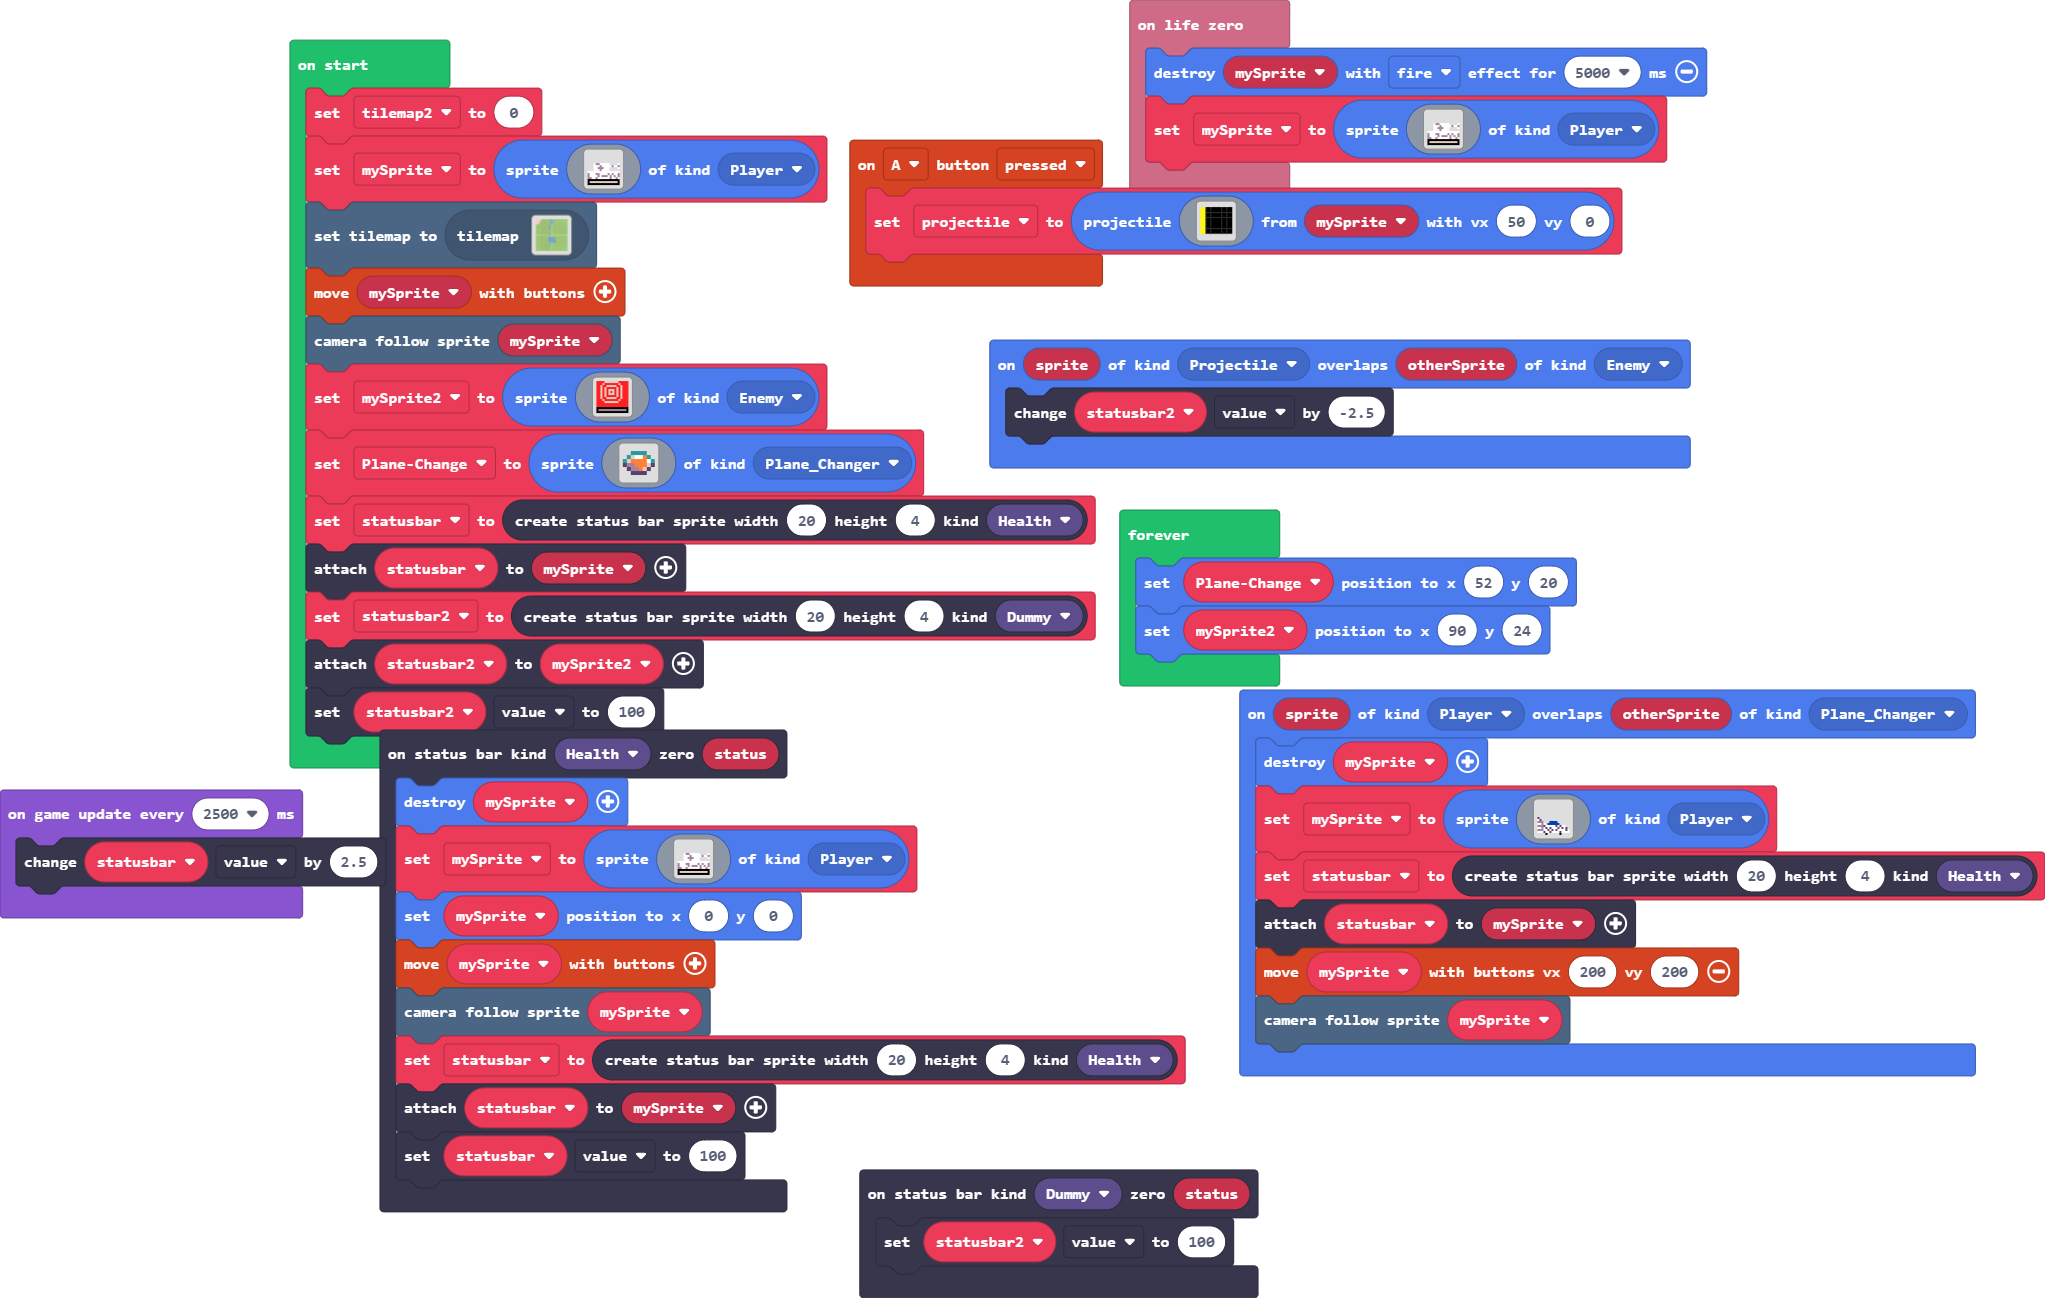 on start
set tilemap2 to 0
set mySprite to sprite of kind Player
set tilemap to tilemap
move mySprite with buttons
camera follow sprite mySprite
set mySprite2 to sprite of kind Enemy
set Plane-Change to sprite of kind Plane_Changer
set statusbar to create status bar sprite width 20 height 4 kind Health
attach statusbar to mySprite
set statusbar2 to create status bar sprite width 20 height 4 kind Dummy
attach statusbar2 to mySprite2
set statusbar2 value to 100
on life zero
destroy mySprite with fire effect for 5000 ms
set mySprite to sprite of kind Player
on A button pressed
set projectile to projectile from mySprite with vx 50 vy 0
on sprite of kind Projectile overlaps otherSprite of kind Enemy
change statusbar2 value by -2.5
forever
set Plane-Change position to x 52 y 20
set mySprite2 position to x 90 y 24
on sprite of kind Player overlaps otherSprite of kind Plane_Changer
destroy mySprite
set mySprite to sprite of kind Player
set statusbar to create status bar sprite width 20 height 4 kind Health
attach statusbar to mySprite
move mySprite with buttons vx 200 vy 200
camera follow sprite mySprite
on game update every 2500 ms
change statusbar value by 2.5
on status bar kind Health zero status
destroy mySprite
set mySprite to sprite of kind Player
set mySprite position to x 0 y 0
move mySprite with buttons
camera follow sprite mySprite
set statusbar to create status bar sprite width 20 height 4 kind Health
attach statusbar to mySprite
set statusbar value to 100
on status bar kind Dummy zero status
set statusbar2 value to 100